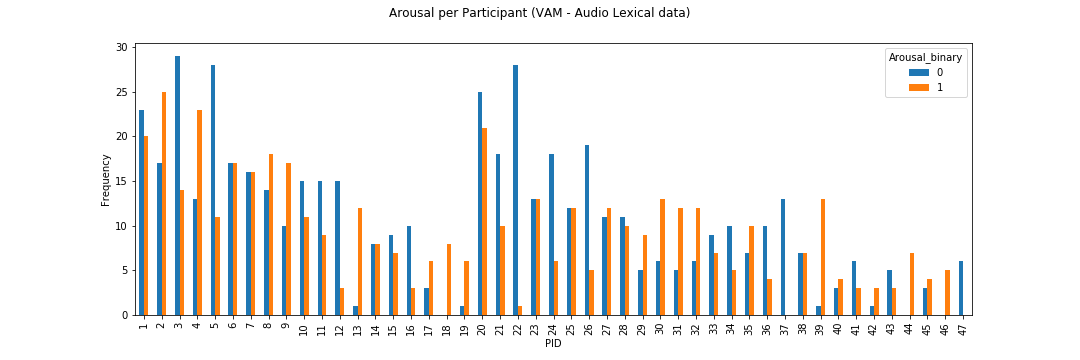 Arousal per Participant (VAM - Audio Lexical data)
Arousal_binary
0
1
Frequency
30
25
20
15
10
5
0
1 2 3 4 5 6 7 8 9 10 11 12 13 14 15 16 17 18 19 20 21 22 23 24 25 26 27 28 29 30 31 32 33 34 35 36 37 38 39 40 41 42 43 44 45 46 47
PID